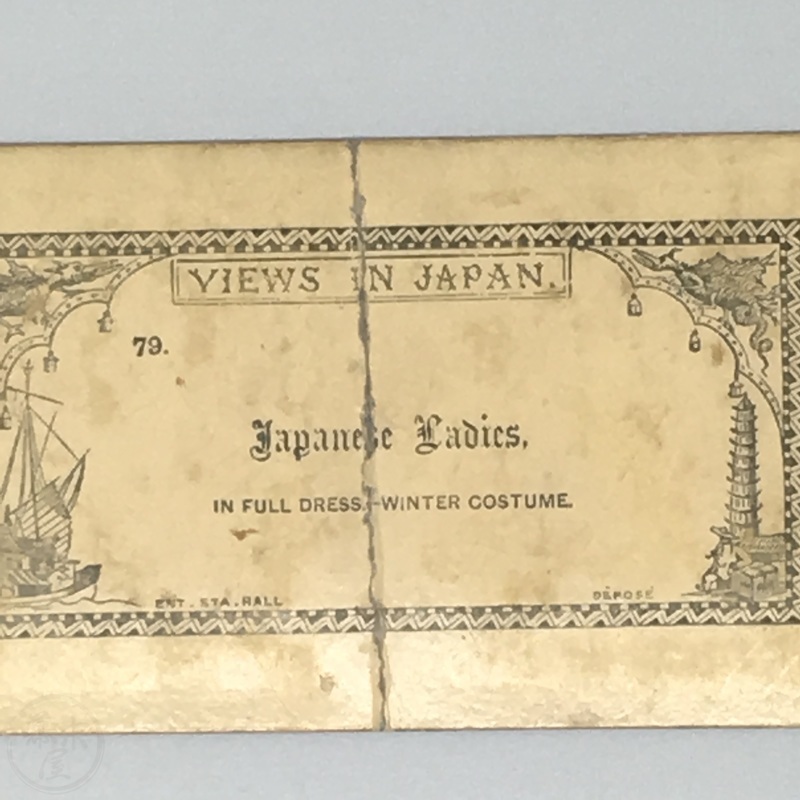 VIEWS IN JAPAN.
79.
Japanese Ladies,
IN FULL DRESS.-WINTER COSTUME.
ENT. STA. HALL
DÉPOSÉ